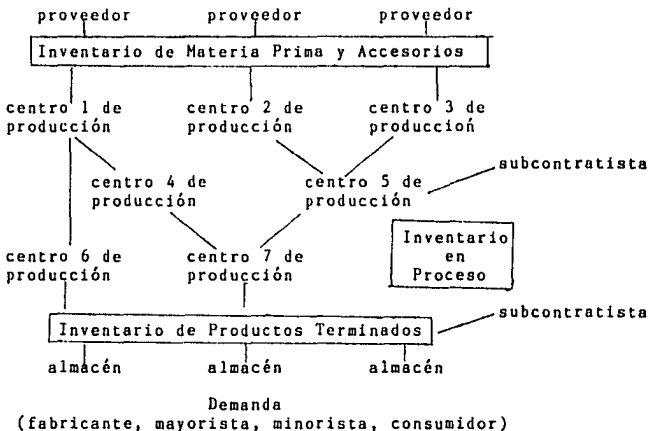 proveedor proveedor proveedor
Inventario de Materia Prima y Accesorios
centro 1 de centro 2 de centro 3 de
producción producción producción
subcontratista
centro 4 de centro 5 de
producción producción
Inventario
en
Proceso
centro 6 de centro 7 de
producción producción
subcontratista
Inventario de Productos Terminados
almacén almacén almacén
Demanda
(fabricante, mayorista, minorista, consumidor)